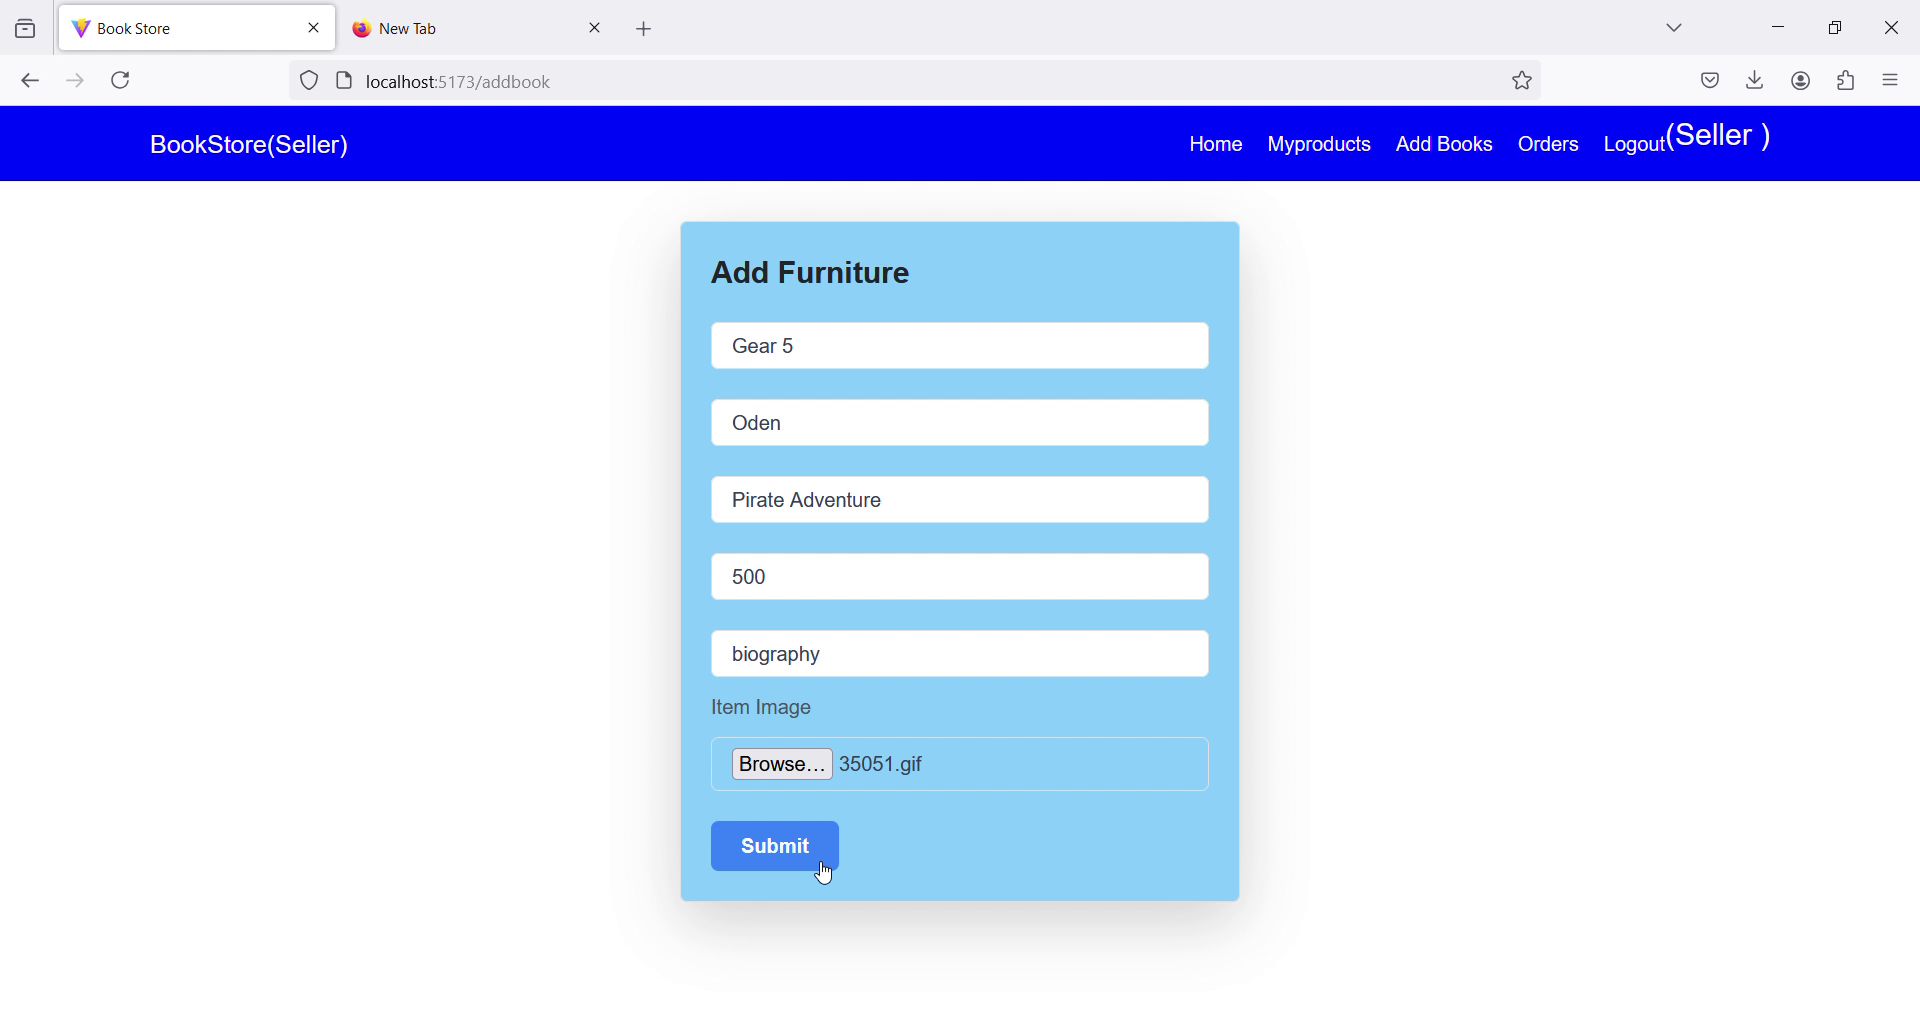 Book Store
New Tab
localhost:5173/addbook
BookStore(Seller)
Home Myproducts Add Books Orders Logout(Seller )
Add Furniture
Gear 5
Oden
Pirate Adventure
500
biography
Item Image
Browse... 35051.gif
Submit